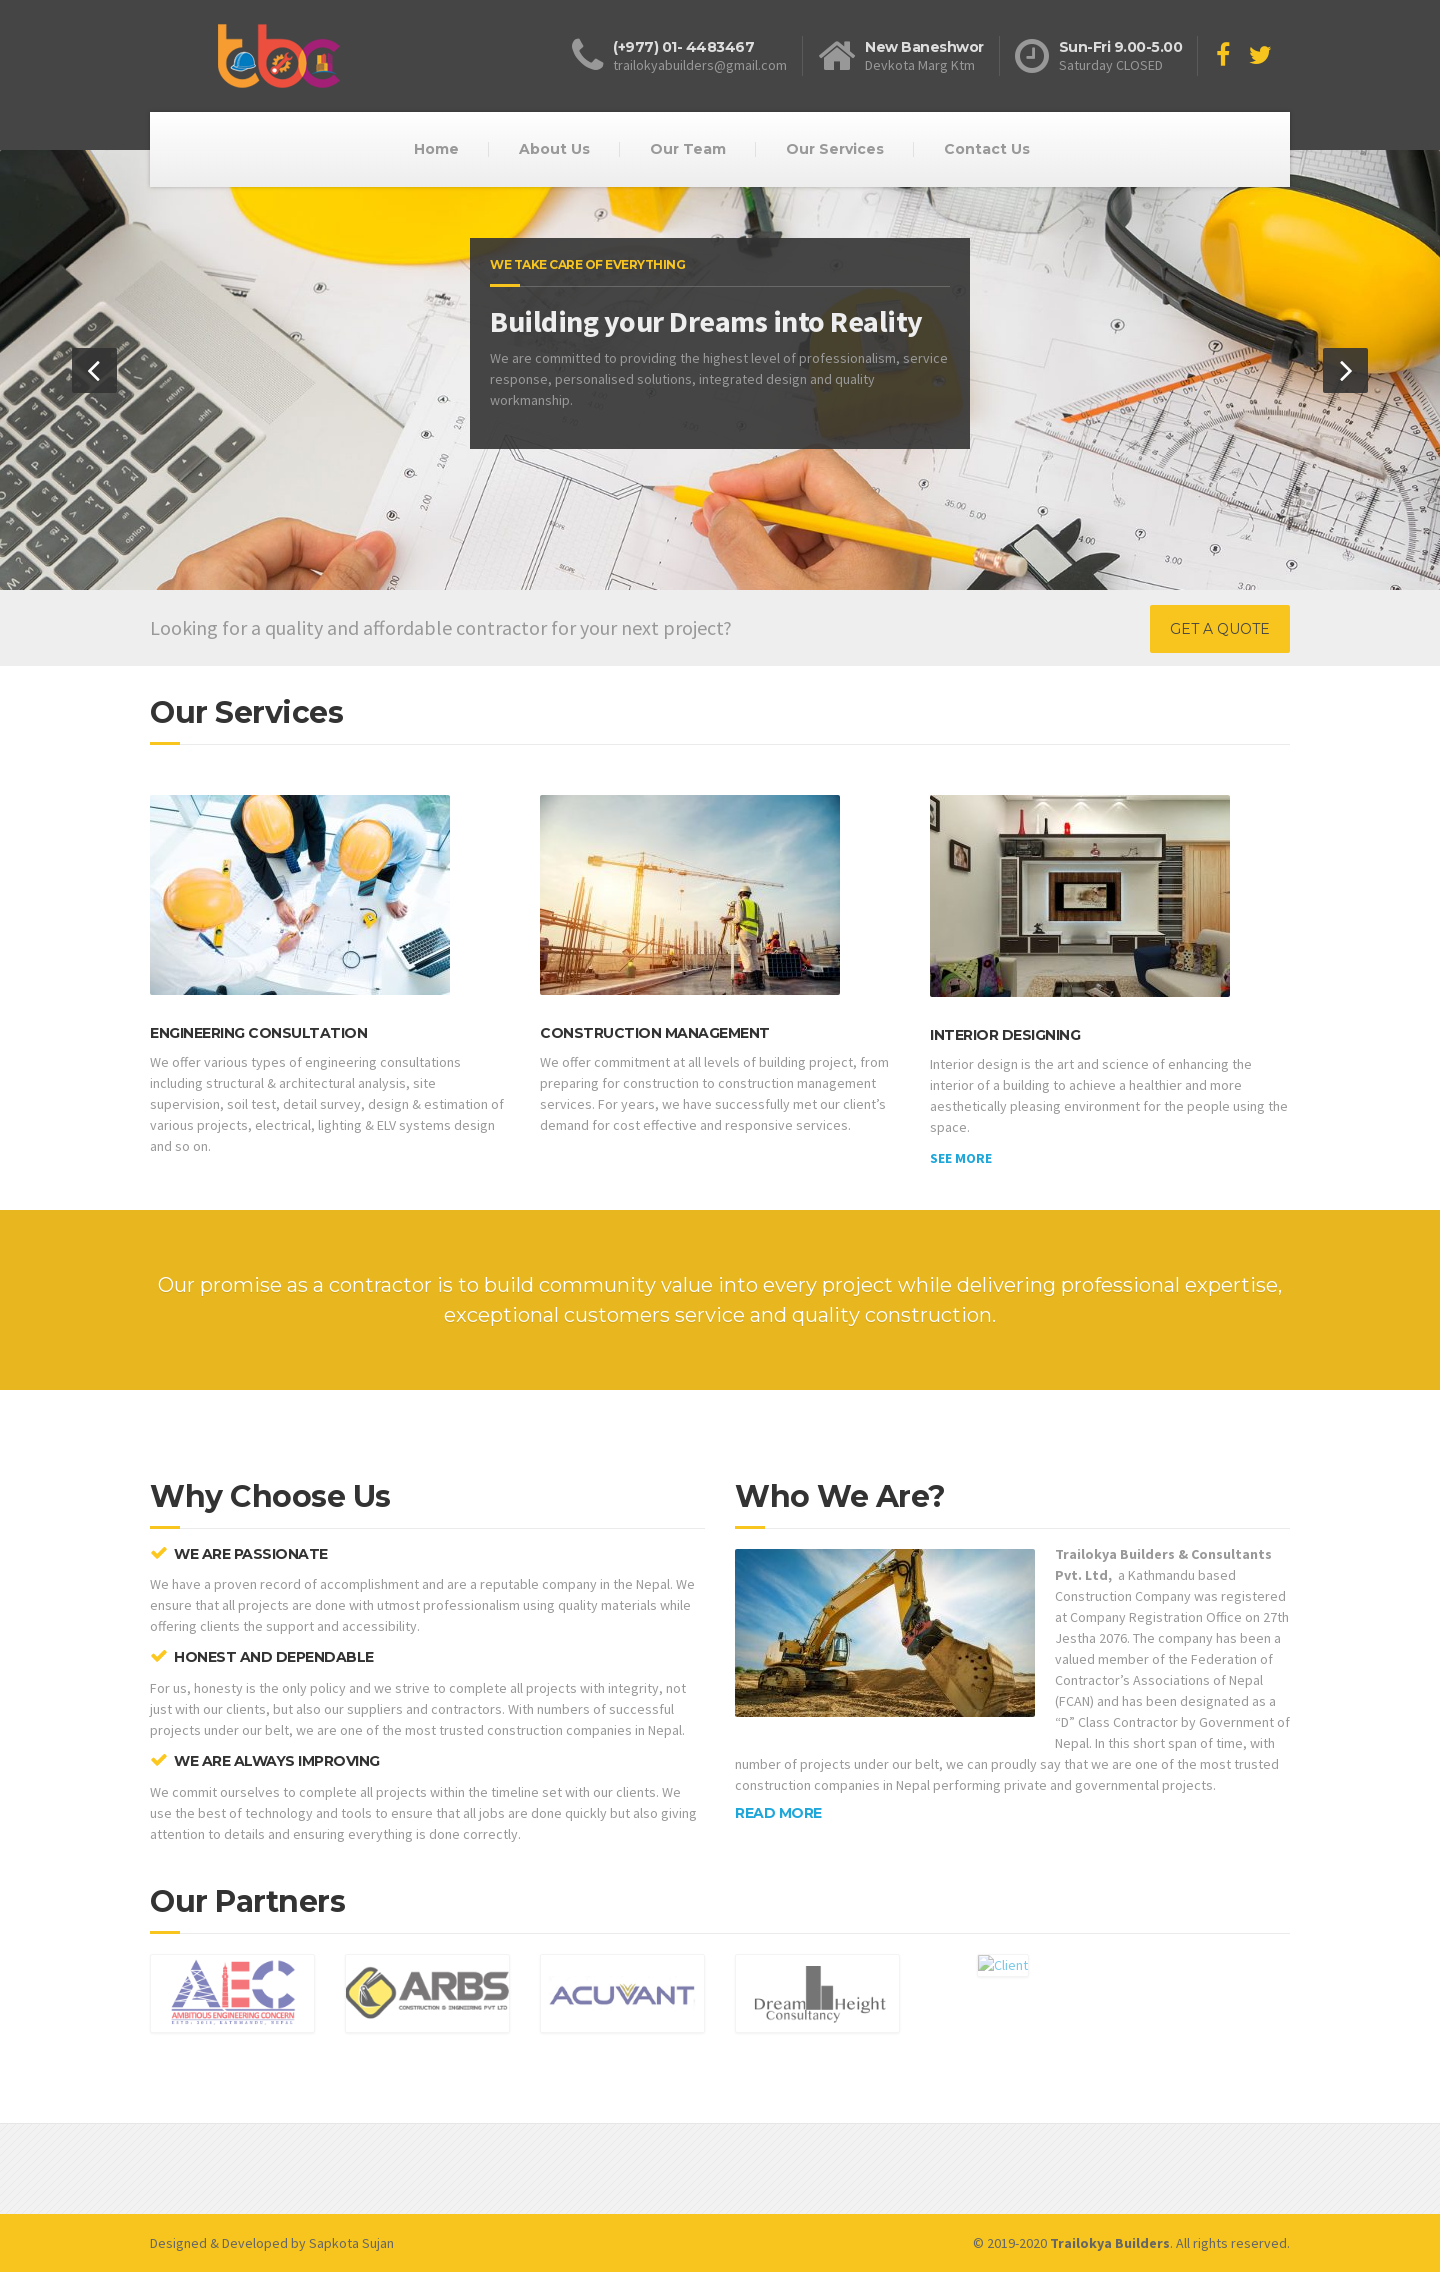 tbc
(+977) 01- 4483467
trailokyabuilders@gmail.com
New Baneshwor
Devkota Marg Ktm
Sun-Fri 9.00-5.00
Saturday CLOSED
Home
About Us
Our Team
Our Services
Contact Us
WE TAKE CARE OF EVERYTHING
Building your Dreams into Reality
We are committed to providing the highest level of professionalism, service
response, personalised solutions, integrated design and quality
workmanship.
Looking for a quality and affordable contractor for your next project?
GET A QUOTE
Our Services
ENGINEERING CONSULTATION
We offer various types of engineering consultations
including structural & architectural analysis, site
supervision, soil test, detail survey, design & estimation of
various projects, electrical, lighting & ELV systems design
and so on.
CONSTRUCTION MANAGEMENT
We offer commitment at all levels of building project, from
preparing for construction to construction management
services. For years, we have successfully met our client’s
demand for cost effective and responsive services.
INTERIOR DESIGNING
Interior design is the art and science of enhancing the
interior of a building to achieve a healthier and more
aesthetically pleasing environment for the people using the
space.
SEE MORE
Our promise as a contractor is to build community value into every project while delivering professional expertise,
exceptional customers service and quality construction.
Why Choose Us
WE ARE PASSIONATE
We have a proven record of accomplishment and are a reputable company in the Nepal. We
ensure that all projects are done with utmost professionalism using quality materials while
offering clients the support and accessibility.
HONEST AND DEPENDABLE
For us, honesty is the only policy and we strive to complete all projects with integrity, not
just with our clients, but also our suppliers and contractors. With numbers of successful
projects under our belt, we are one of the most trusted construction companies in Nepal.
WE ARE ALWAYS IMPROVING
We commit ourselves to complete all projects within the timeline set with our clients. We
use the best of technology and tools to ensure that all jobs are done quickly but also giving
attention to details and ensuring everything is done correctly.
Who We Are?
Trailokya Builders & Consultants
Pvt. Ltd, a Kathmandu based
Construction Company was registered
at Company Registration Office on 27th
Jestha 2076. The company has been a
valued member of the Federation of
Contractor’s Associations of Nepal
(FCAN) and has been designated as a
“D” Class Contractor by Government of
Nepal. In this short span of time, with
number of projects under our belt, we can proudly say that we are one of the most trusted
construction companies in Nepal performing private and governmental projects.
READ MORE
Our Partners
AEC
AMBITIOUS ENGINEERING CONCERN
ESTD. 2011, KATHMANDU, NEPAL
ARBS
CONSTRUCTION & ENGINEERING PVT LTD
ACUVANT
Dream Height
Consultancy
Client
Designed & Developed by Sapkota Sujan
© 2019-2020 Trailokya Builders. All rights reserved.